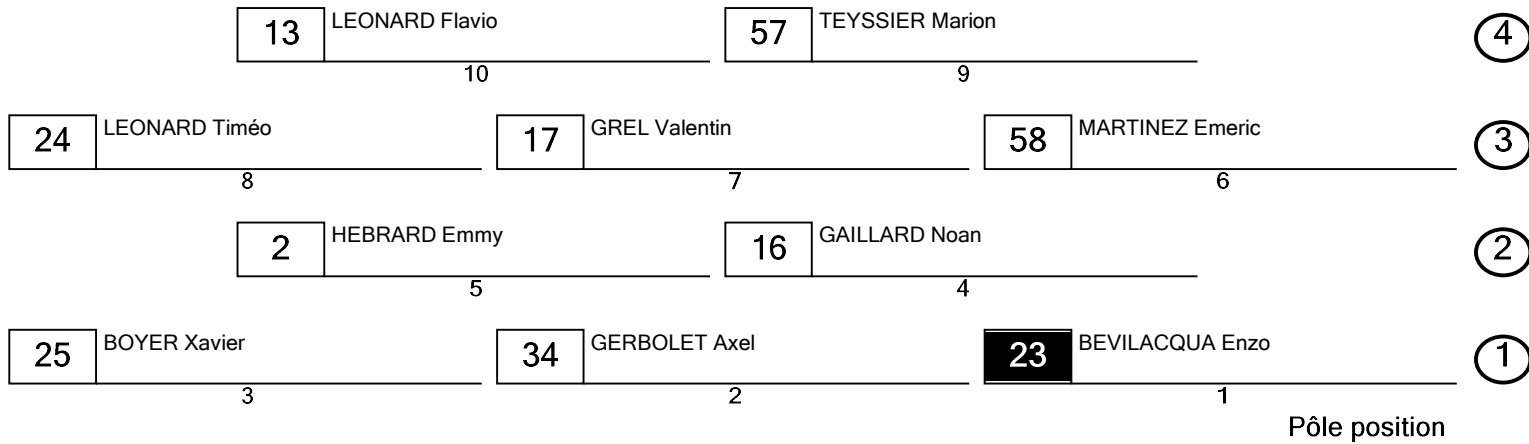 13 LEONARD Flavio 57 TEYSSIER Marion 4
10 9
24 LEONARD Timéo 17 GREL Valentin 58 MARTINEZ Emeric 3
8 7 6
2 HEBRARD Emmy 16 GAILLARD Noan 2
5 4
25 BOYER Xavier 34 GERBOLET Axel 23 BEVILACQUA Enzo 1
3 2 1
Pôle position